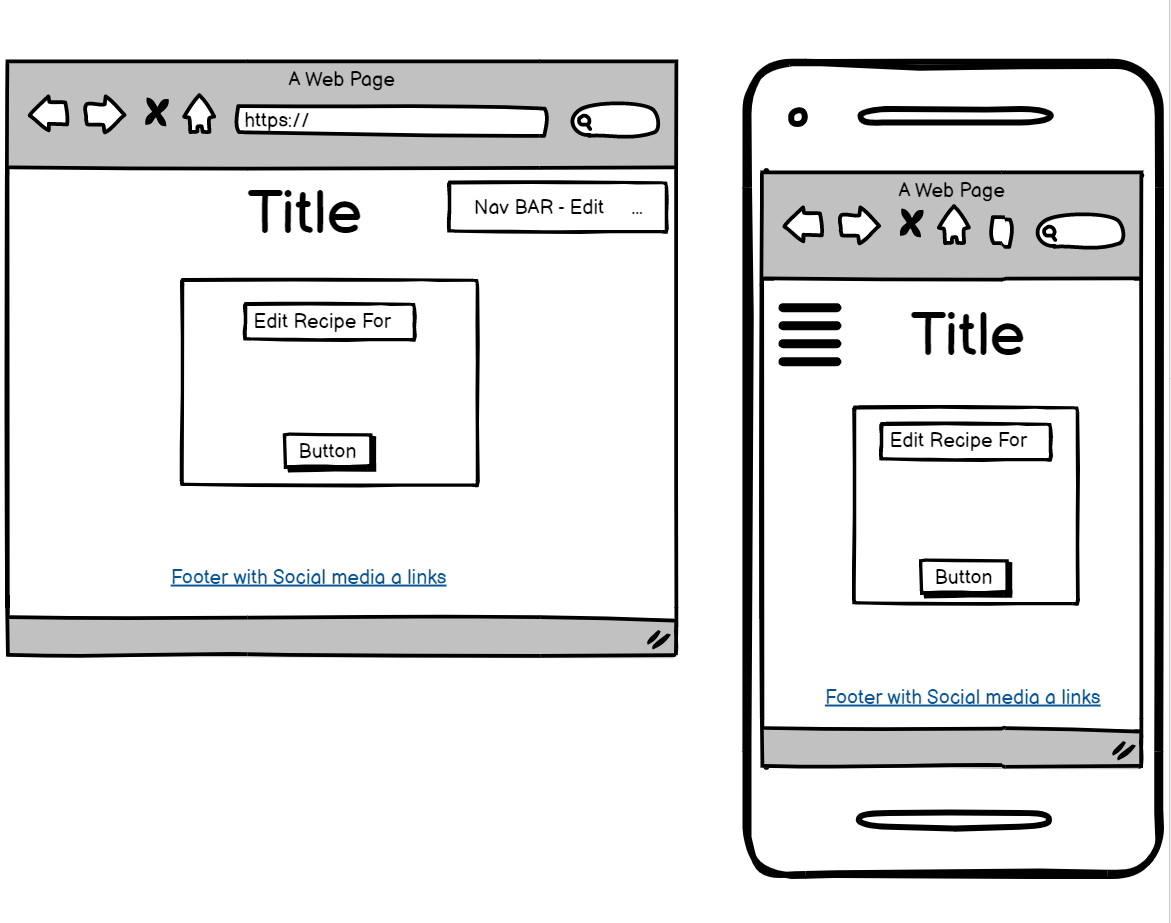 A Web Page
https://
Title
Nav BAR - Edit ...
Edit Recipe For
Button
Footer with Social media a links
A Web Page
Title
Edit Recipe For
Button
Footer with Social media a links